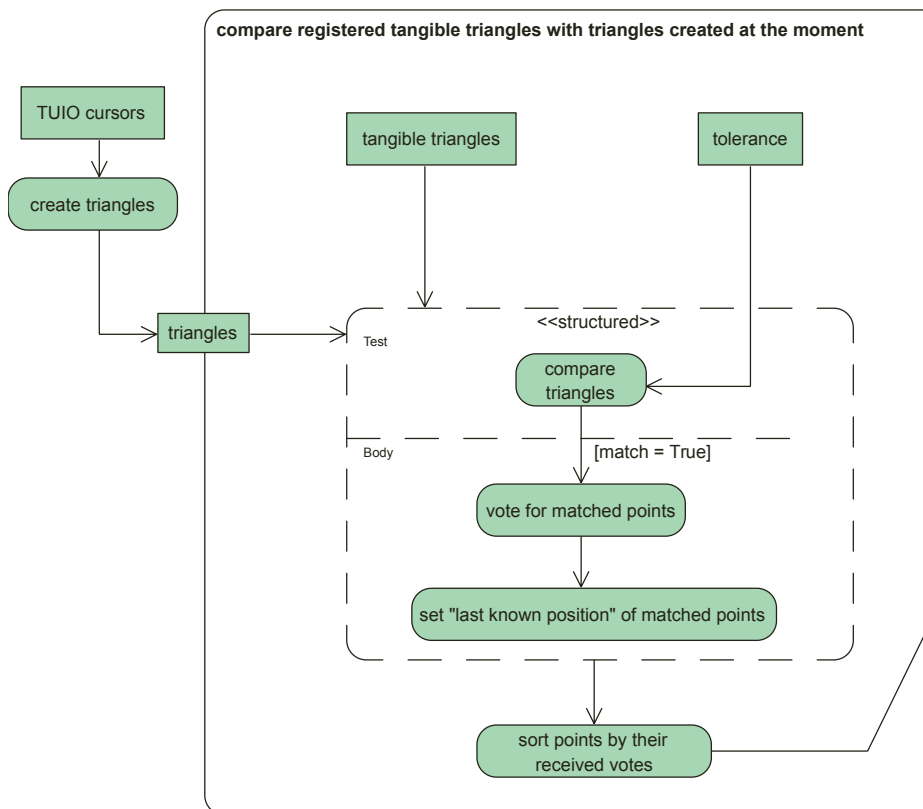 compare registered tangible triangles with triangles created at the moment
TUIO cursors
tangible triangles
tolerance
create triangles
triangles
<<structured>>
Test
compare
triangles
Body
[match = True]
vote for matched points
set "last known position" of matched points
sort points by their
received votes